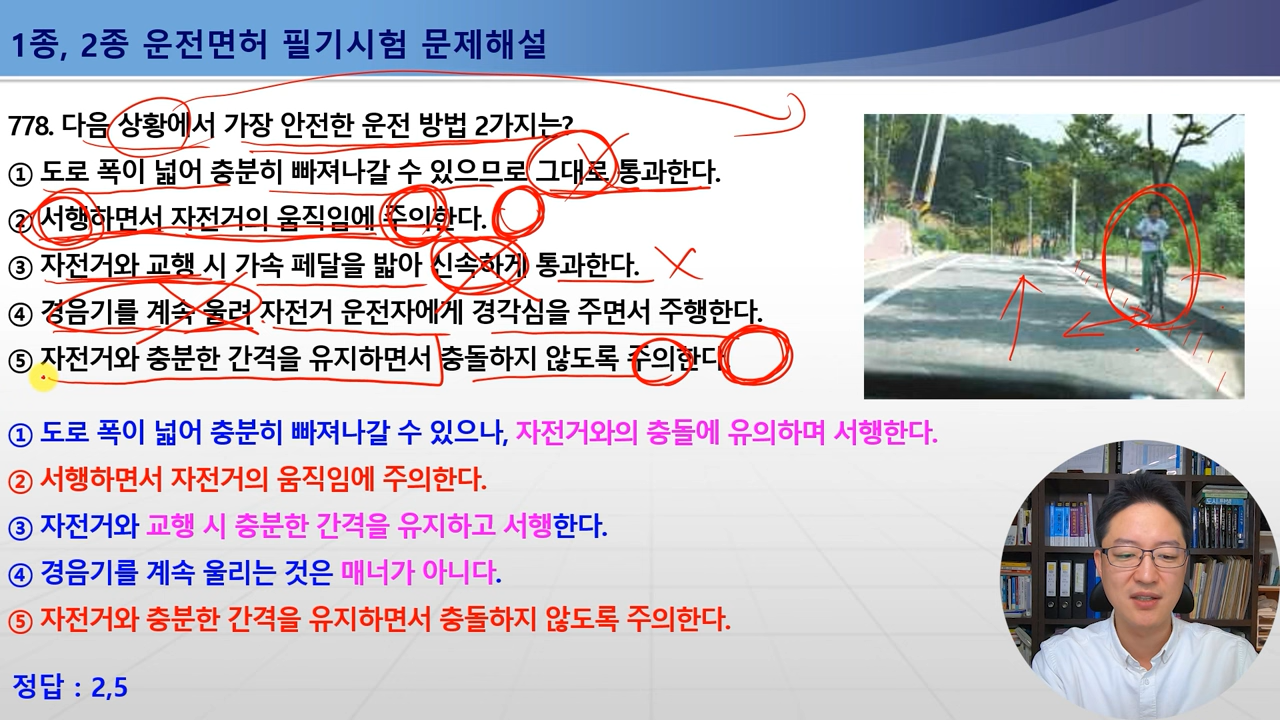 1종, 2종 운전면허 필기시험 문제해설
778. 다음 상황에서 가장 안전한 운전 방법 2가지는?
① 도로 폭이 넓어 충분히 빠져나갈 수 있으므로 그대로 통과한다.
② 서행하면서 자전거의 움직임에 주의한다.
③ 자전거와 교행 시 가속 페달을 밟아 신속하게 통과한다.
④ 경음기를 계속 울려 자전거 운전자에게 경각심을 주면서 주행한다.
⑤ 자전거와 충분한 간격을 유지하면서 충돌하지 않도록 주의한다.
① 도로 폭이 넓어 충분히 빠져나갈 수 있으나, 자전거와의 충돌에 유의하며 서행한다.
② 서행하면서 자전거의 움직임에 주의한다.
③ 자전거와 교행 시 충분한 간격을 유지하고 서행한다.
④ 경음기를 계속 울리는 것은 매너가 아니다.
⑤ 자전거와 충분한 간격을 유지하면서 충돌하지 않도록 주의한다.
정답 : 2,5